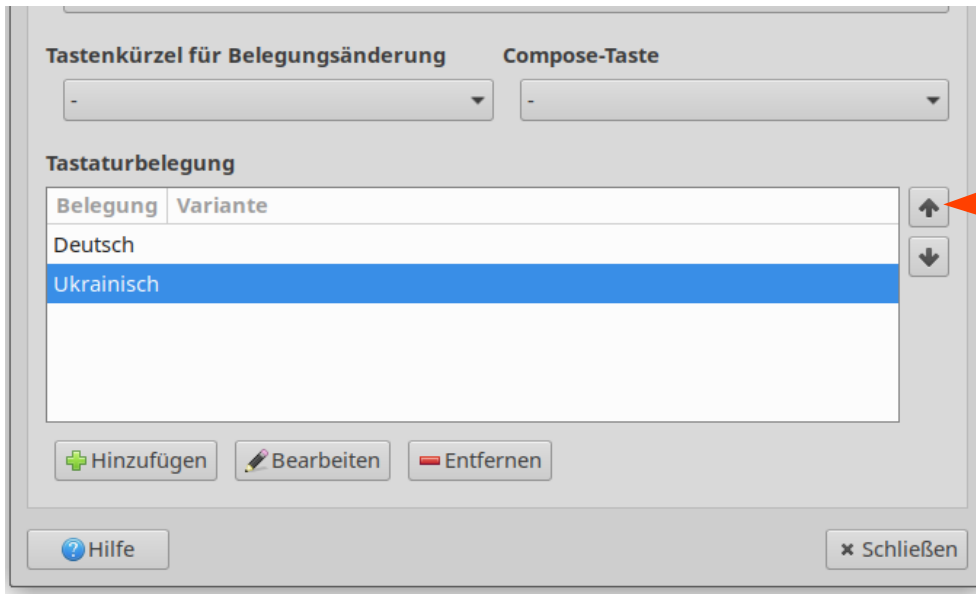 Tastenkürzel für Belegungsänderung Compose-Taste
- -
Tastaturbelegung
Belegung Variante
Deutsch
Ukrainisch
Hinzufügen Bearbeiten Entfernen
Hilfe Schließen